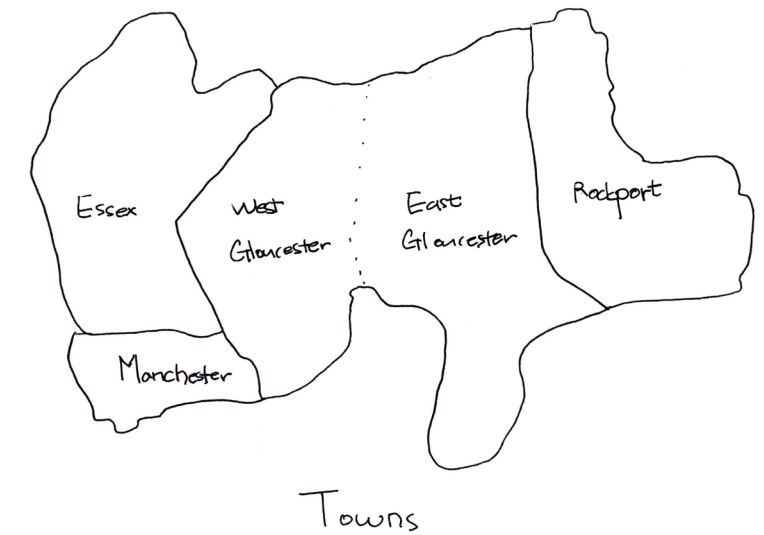 Essex
West
Gloucester
East
Gloucester
Rockport
Manchester
Towns